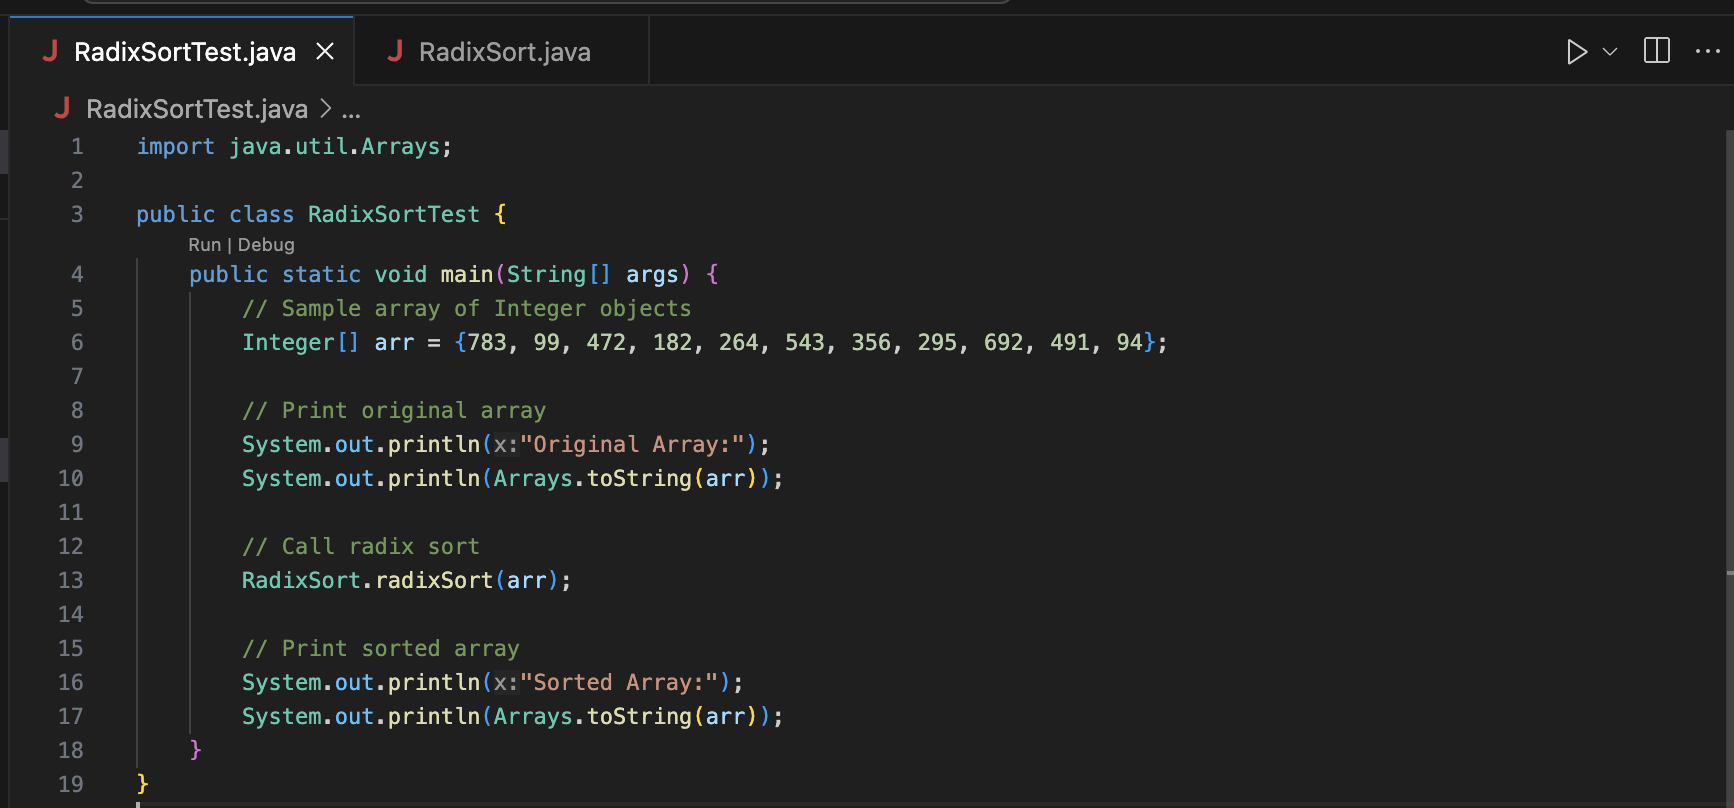 RadixSortTest.java
RadixSort.java
RadixSortTest.java > ...
1 import java.util.Arrays;
2
3 public class RadixSortTest {
Run | Debug
4 public static void main(String[] args) {
5 // Sample array of Integer objects
6 Integer[] arr = {783, 99, 472, 182, 264, 543, 356, 295, 692, 491, 94};
7
8 // Print original array
9 System.out.println(x:"Original Array:");
10 System.out.println(Arrays.toString(arr));
11
12 // Call radix sort
13 RadixSort.radixSort(arr);
14
15 // Print sorted array
16 System.out.println(x:"Sorted Array:");
17 System.out.println(Arrays.toString(arr));
18 }
19 }